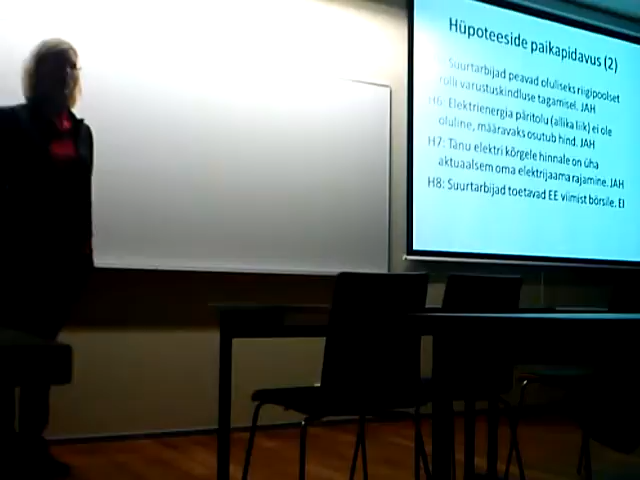 Hüpoteeside paikapidavus (2)
Suurtarbijad peavad oluliseks riigipoolset
rolli varustuskindluse tagamisel. JAH
H6: Elektrienergia päritolu (allika liik) ei ole
oluline, määravaks osutub hind. JAH
H7: Tänu elektri kõrgele hinnale on üha
aktuaalsem oma elektrijaama rajamine. JAH
H8: Suurtarbijad toetavad EE viimist börsile. EI